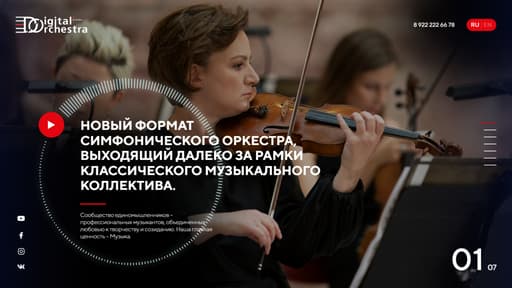 Digital Orchestra
8 922 222 66 78
RU EN
НОВЫЙ ФОРМАТ
СИМФОНИЧЕСКОГО ОРКЕСТРА,
ВЫХОДЯЩИЙ ДАЛЕКО ЗА РАМКИ
КЛАССИЧЕСКОГО МУЗЫКАЛЬНОГО
КОЛЛЕКТИВА.
Сообщество единомышленников -
профессиональных музыкантов, объединенных
любовью к творчеству и созиданию. Наша главная
ценность - Музыка
01 07